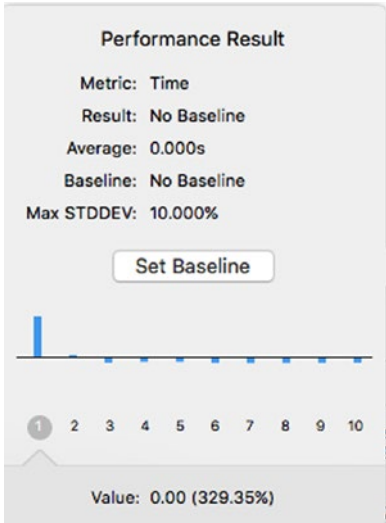 Performance Result
Metric: Time
Result: No Baseline
Average: 0.000s
Baseline: No Baseline
Max STDDEV: 10.000%
Set Baseline
1 2 3 4 5 6 7 8 9 10
Value: 0.00 (329.35%)